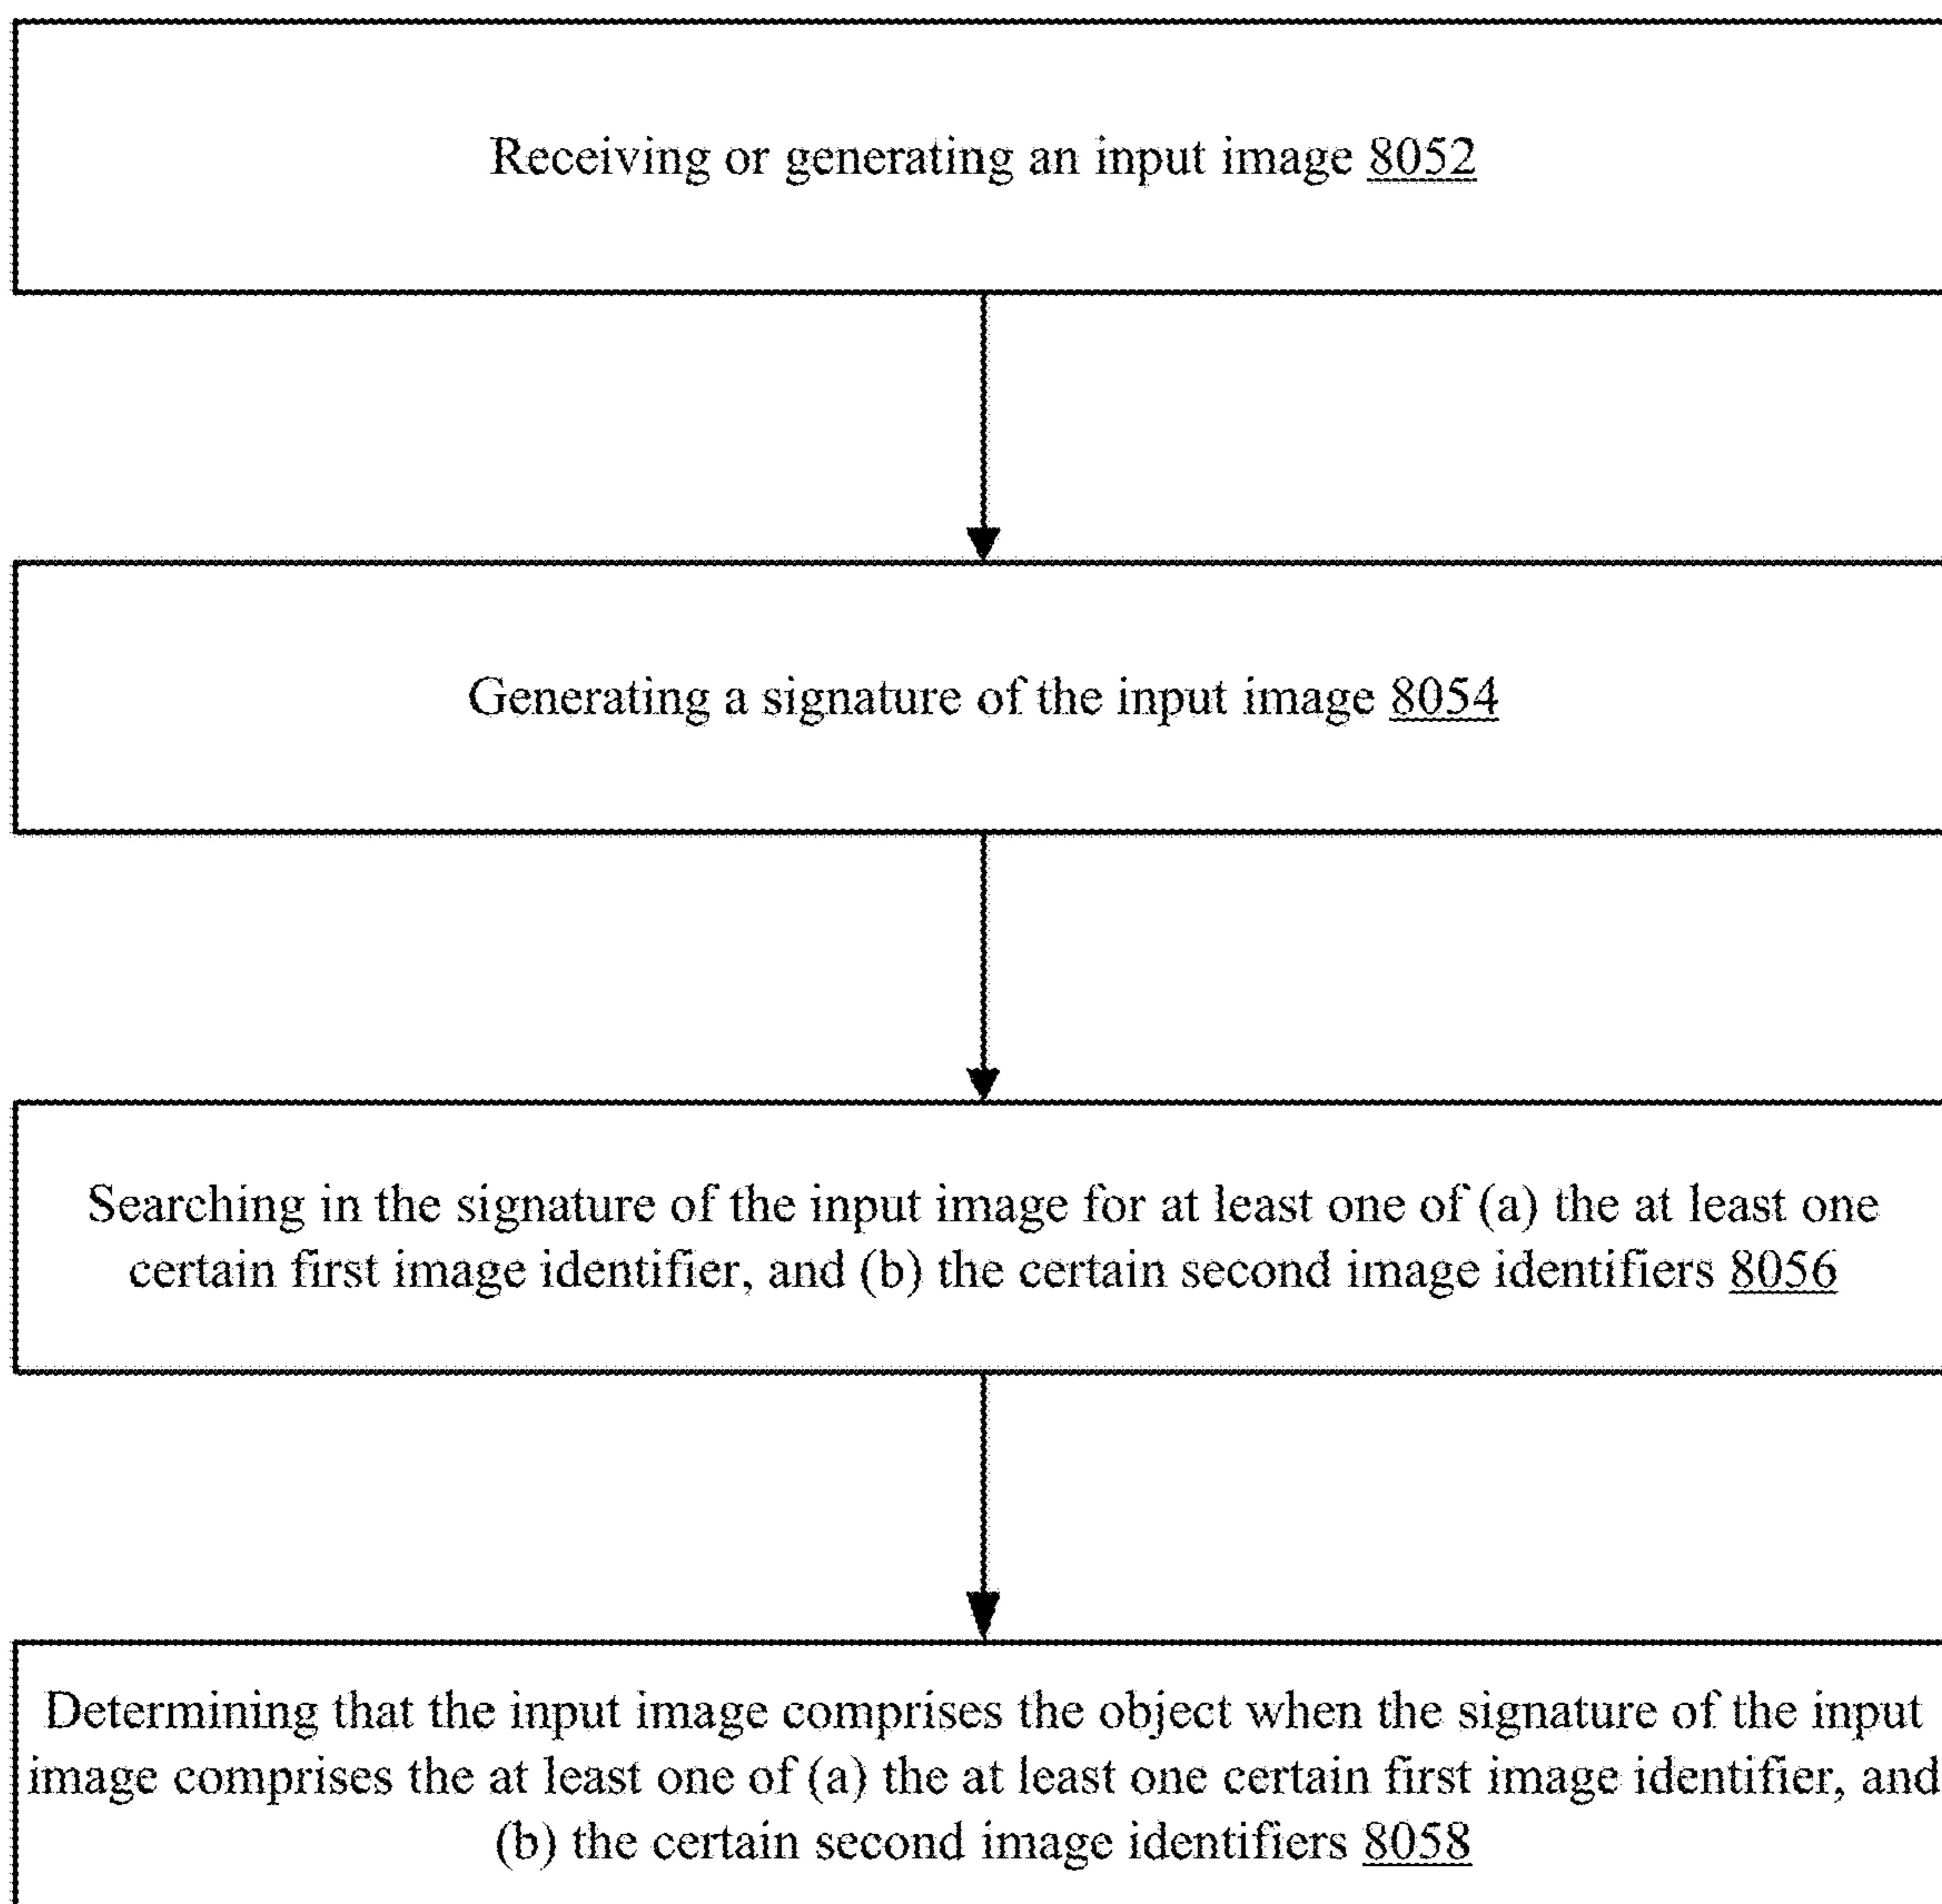 Receiving or generating an input image 8052
Generating a signature of the input image 8054
Searching in the signature of the input image for at least one of (a) the at least one
certain first image identifier, and (b) the certain second image identifiers 8056
Determining that the input image comprises the object when the signature of the input
image comprises the at least one of (a) the at least one certain first image identifier, and
(b) the certain second image identifiers 8058